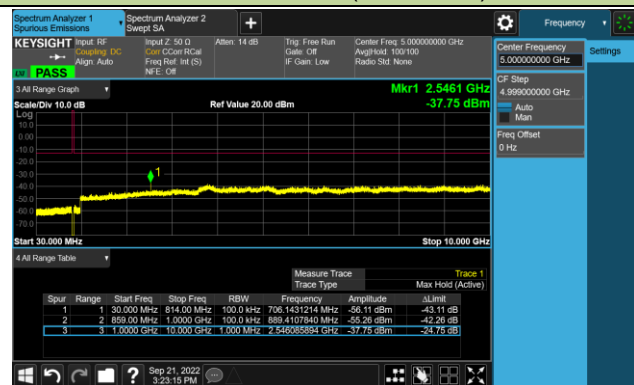 Spectrum Analyzer 1
Spurious Emissions
Spectrum Analyzer 2
Swept SA
Frequency
KEYSIGHT
Input: RF
Coupling: DC
Align: Auto
Input Z: 50 Ω
Corr CCorr RCal
Freq Ref: Int (S)
NFE: Off
Atten: 14 dB
Trig: Free Run
Gate: Off
IF Gain: Low
Center Freq: 5.000000000 GHz
Avg|Hold: 100/100
Radio Std: None
PASS
Center Frequency
5.000000000 GHz
Settings
CF Step
4.999000000 GHz
Auto
Man
Freq Offset
0 Hz
3 All Range Graph
Mkr1 2.5461 GHz
-37.75 dBm
Scale/Div 10.0 dB
Ref Value 20.00 dBm
Log
10.0
0.00
-10.0
-20.0
-30.0
-40.0
-50.0
-60.0
-70.0
1
Start 30.000 MHz
Stop 10.000 GHz
4 All Range Table
Measure Trace Trace 1
Trace Type Max Hold (Active)
Spur Range Start Freq Stop Freq RBW Frequency Amplitude ΔLimit
1 1 30.000 MHz 814.00 MHz 100.0 kHz 706.1431214 MHz -56.11 dBm -43.11 dB
2 2 859.00 MHz 1.0000 GHz 100.0 kHz 889.4107840 MHz -55.26 dBm -42.26 dB
3 3 1.0000 GHz 10.000 GHz 1.000 MHz 2.546085894 GHz -37.75 dBm -24.75 dB
Sep 21, 2022
3:23:15 PM